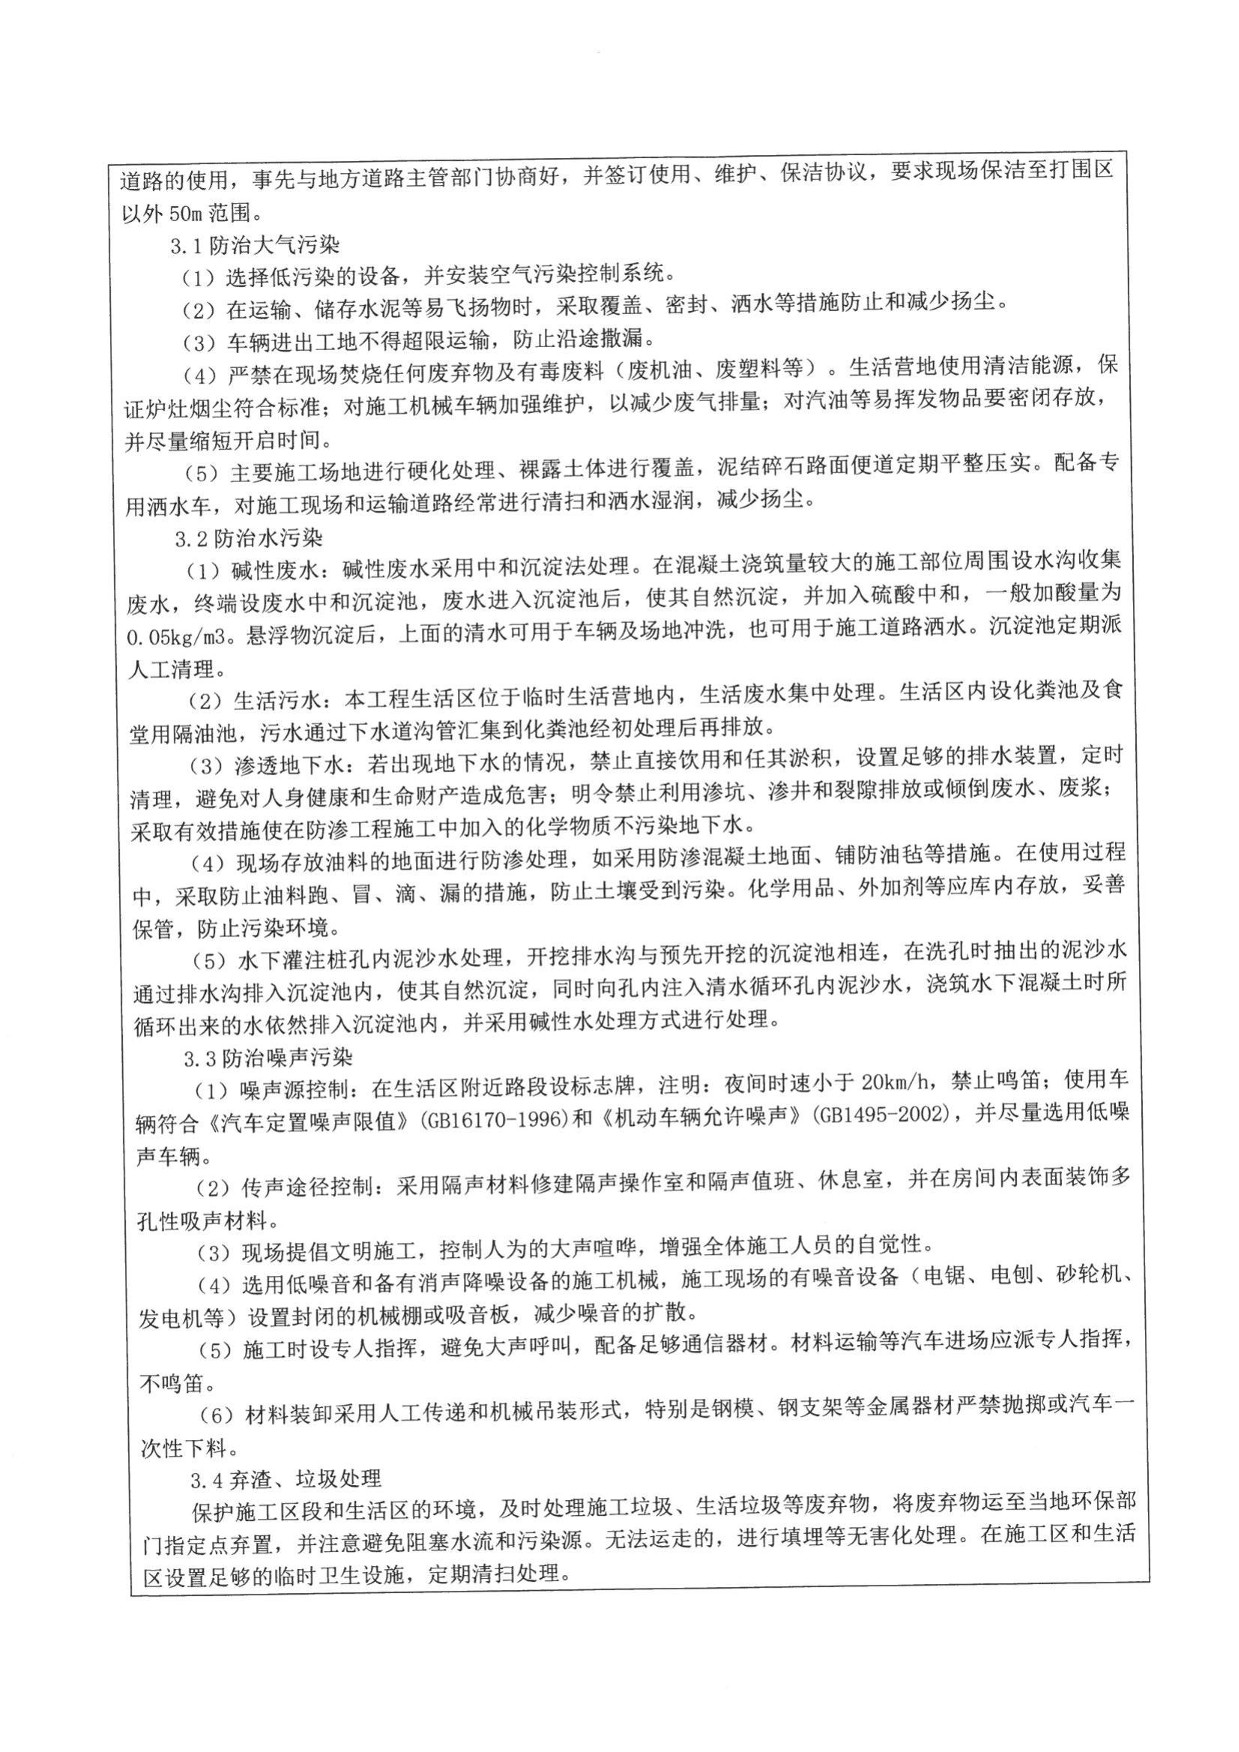 道路的使用，事先与地方道路主管部门协商好，并签订使用、维护、保洁协议，要求现场保洁至打围区
以外 50m 范围。
3.1 防治大气污染
（1）选择低污染的设备，并安装空气污染控制系统。
（2）在运输、储存水泥等易飞扬物时，采取覆盖、密封、洒水等措施防止和减少扬尘。
（3）车辆进出工地不得超限运输，防止沿途撒漏。
（4）严禁在现场焚烧任何废弃物及有毒废料（废机油、废塑料等）。生活营地使用清洁能源，保
证炉灶烟尘符合标准；对施工机械车辆加强维护，以减少废气排量；对汽油等易挥发物品要密闭存放，
并尽量缩短开启时间。
（5）主要施工场地进行硬化处理、裸露土体进行覆盖，泥结碎石路面便道定期平整压实。配备专
用洒水车，对施工现场和运输道路经常进行清扫和洒水湿润，减少扬尘。
3.2 防治水污染
（1）碱性废水：碱性废水采用中和沉淀法处理。在混凝土浇筑量较大的施工部位周围设水沟收集
废水，终端设废水中和沉淀池，废水进入沉淀池后，使其自然沉淀，并加入硫酸中和，一般加酸量为
0.05kg/m3。悬浮物沉淀后，上面的清水可用于车辆及场地冲洗，也可用于施工道路洒水。沉淀池定期派
人工清理。
（2）生活污水：本工程生活区位于临时生活营地内，生活废水集中处理。生活区内设化粪池及食
堂用隔油池，污水通过下水道沟管汇集到化粪池经初处理后再排放。
（3）渗透地下水：若出现地下水的情况，禁止直接饮用和任其淤积，设置足够的排水装置，定时
清理，避免对人身健康和生命财产造成危害；明令禁止利用渗坑、渗井和裂隙排放或倾倒废水、废浆；
采取有效措施使在防渗工程施工中加入的化学物质不污染地下水。
（4）现场存放油料的地面进行防渗处理，如采用防渗混凝土地面、铺防油毡等措施。在使用过程
中，采取防止油料跑、冒、滴、漏的措施，防止土壤受到污染。化学用品、外加剂等应库内存放，妥善
保管，防止污染环境。
（5）水下灌注桩孔内泥沙水处理，开挖排水沟与预先开挖的沉淀池相连，在洗孔时抽出的泥沙水
通过排水沟排入沉淀池内，使其自然沉淀，同时向孔内注入清水循环孔内泥沙水，浇筑水下混凝土时所
循环出来的水依然排入沉淀池内，并采用碱性水处理方式进行处理。
3.3 防治噪声污染
（1）噪声源控制：在生活区附近路段设标志牌，注明：夜间时速小于 20km/h，禁止鸣笛；使用车
辆符合《汽车定置噪声限值》(GB16170-1996)和《机动车辆允许噪声》(GB1495-2002)，并尽量选用低噪
声车辆。
（2）传声途径控制：采用隔声材料修建隔声操作室和隔声值班、休息室，并在房间内表面装饰多
孔性吸声材料。
（3）现场提倡文明施工，控制人为的大声喧哗，增强全体施工人员的自觉性。
（4）选用低噪音和备有消声降噪设备的施工机械，施工现场的有噪音设备（电锯、电刨、砂轮机、
发电机等）设置封闭的机械棚或吸音板，减少噪音的扩散。
（5）施工时设专人指挥，避免大声呼叫，配备足够通信器材。材料运输等汽车进场应派专人指挥，
不鸣笛。
（6）材料装卸采用人工传递和机械吊装形式，特别是钢模、钢支架等金属器材严禁抛掷或汽车一
次性下料。
3.4 弃渣、垃圾处理
保护施工区段和生活区的环境，及时处理施工垃圾、生活垃圾等废弃物，将废弃物运至当地环保部
门指定点弃置，并注意避免阻塞水流和污染源。无法运走的，进行填埋等无害化处理。在施工区和生活
区设置足够的临时卫生设施，定期清扫处理。